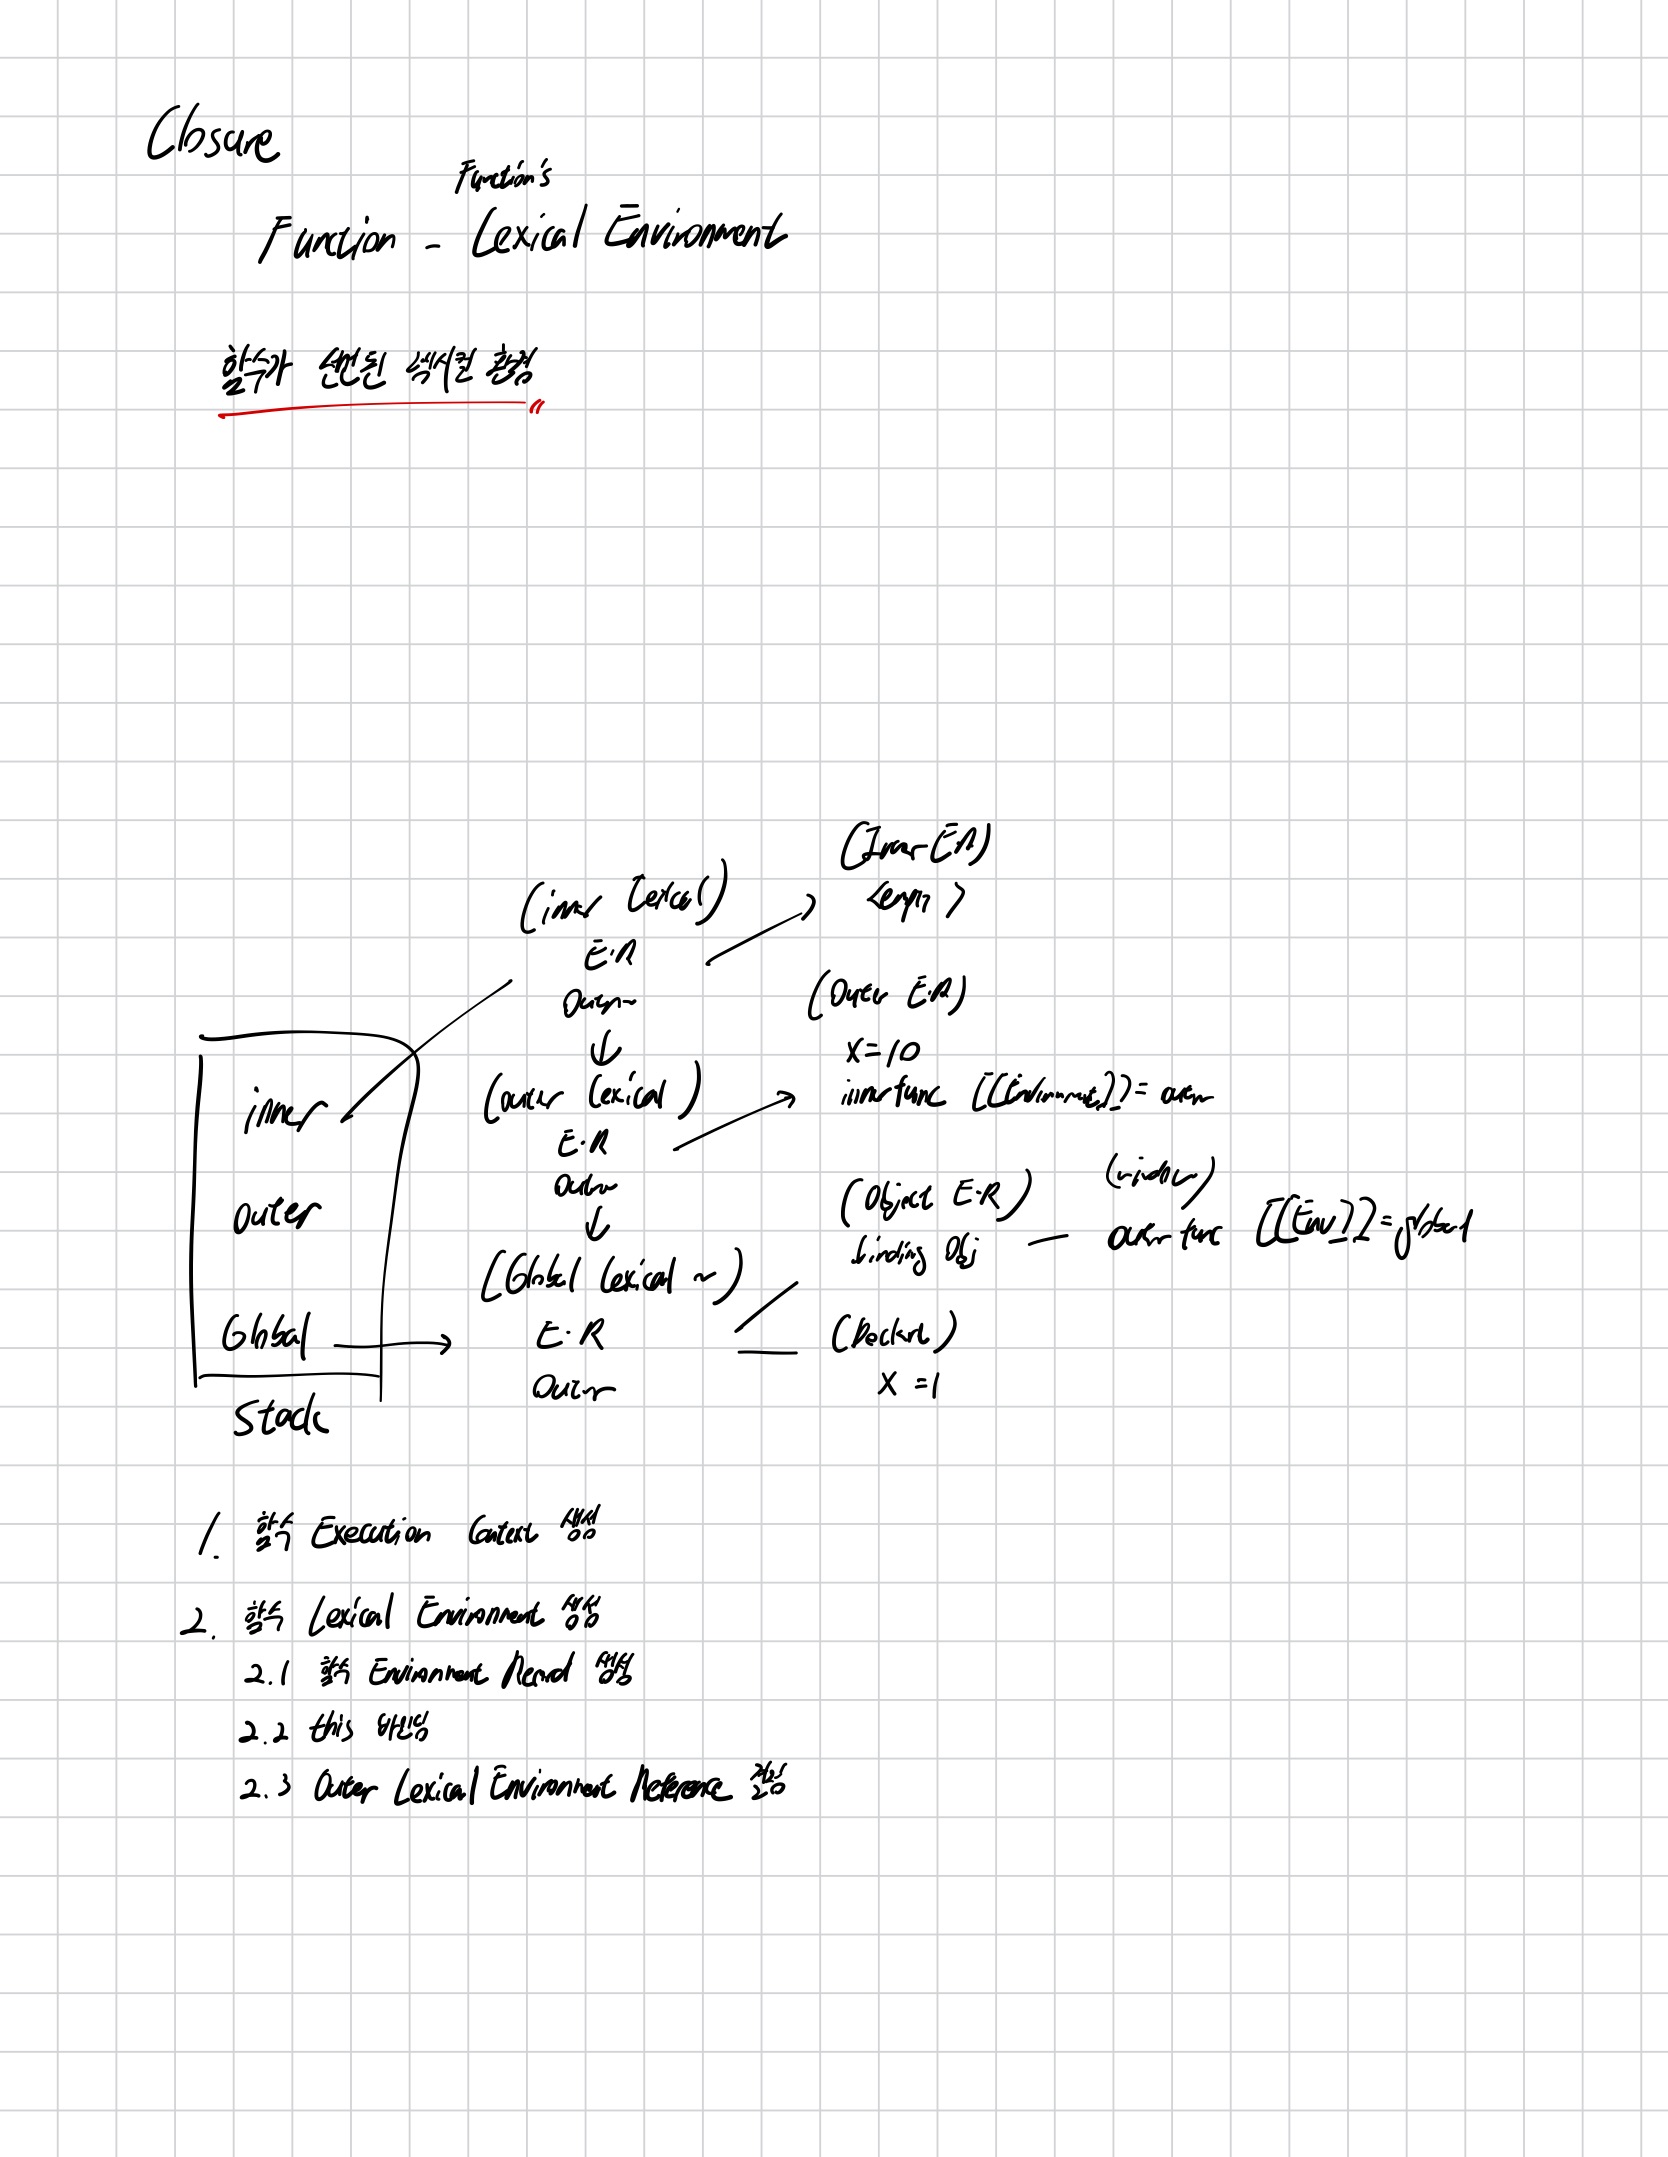 Closure
Function's
Function - Lexical Environment
함수가 선언된 렉시컬 환경
(Inner E.R)
(inner Lexical)
<empty>
E.R
Outer~
(Outer E.R)
x=10
(outer Lexical)
inner func [[Environment]] = outer
inner
E.R
Outer
(Object E.R)
(window)
outer
binding Obj
outer func [[Env]] = global
(Global Lexical ~)
Global
E.R
(Declare)
Outer
x = 1
Stack
1. 함수 Execution Context 생성
2. 함수 Lexical Environment 생성
2.1 함수 Environment Record 생성
2.2 this 바인딩
2.3 Outer Lexical Environment Reference 결정